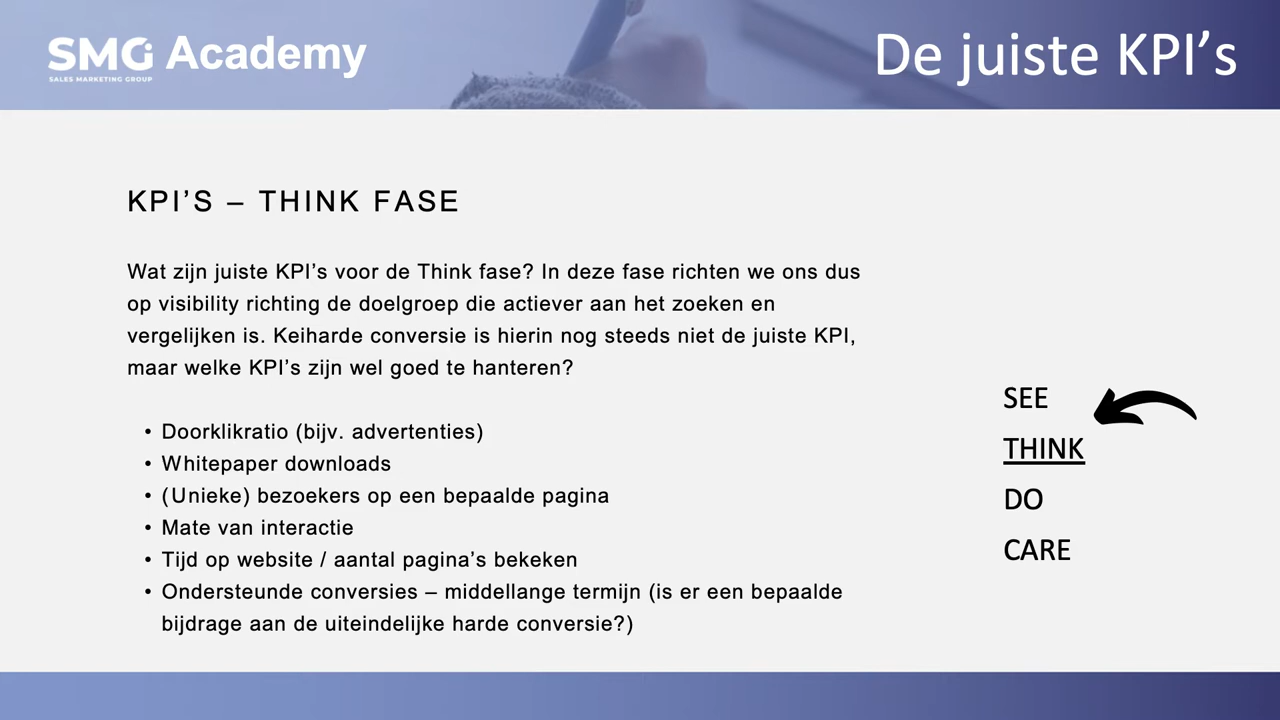 SMG Academy
SALES MARKETING GROUP
De juiste KPI’s
KPI’S – THINK FASE
Wat zijn juiste KPI’s voor de Think fase? In deze fase richten we ons dus
op visibility richting de doelgroep die actiever aan het zoeken en
vergelijken is. Keiharde conversie is hierin nog steeds niet de juiste KPI,
maar welke KPI’s zijn wel goed te hanteren?
• Doorklikratio (bijv. advertenties)
• Whitepaper downloads
• (Unieke) bezoekers op een bepaalde pagina
• Mate van interactie
• Tijd op website / aantal pagina’s bekeken
• Ondersteunde conversies – middellange termijn (is er een bepaalde
bijdrage aan de uiteindelijke harde conversie?)
SEE
THINK
DO
CARE